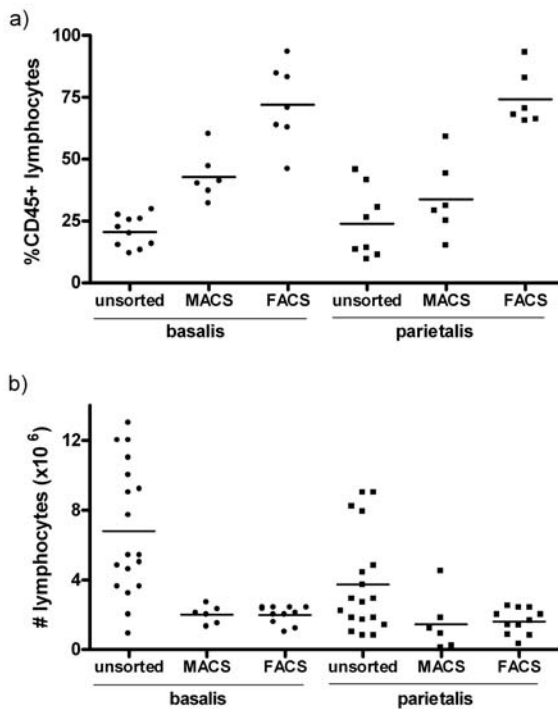 a)
100
75
50
25
0
%CD45+ lymphocytes
unsorted MACS FACS unsorted MACS FACS
basalis parietalis
b)
12
8
4
0
# lymphocytes (x10 6)
unsorted MACS FACS unsorted MACS FACS
basalis parietalis